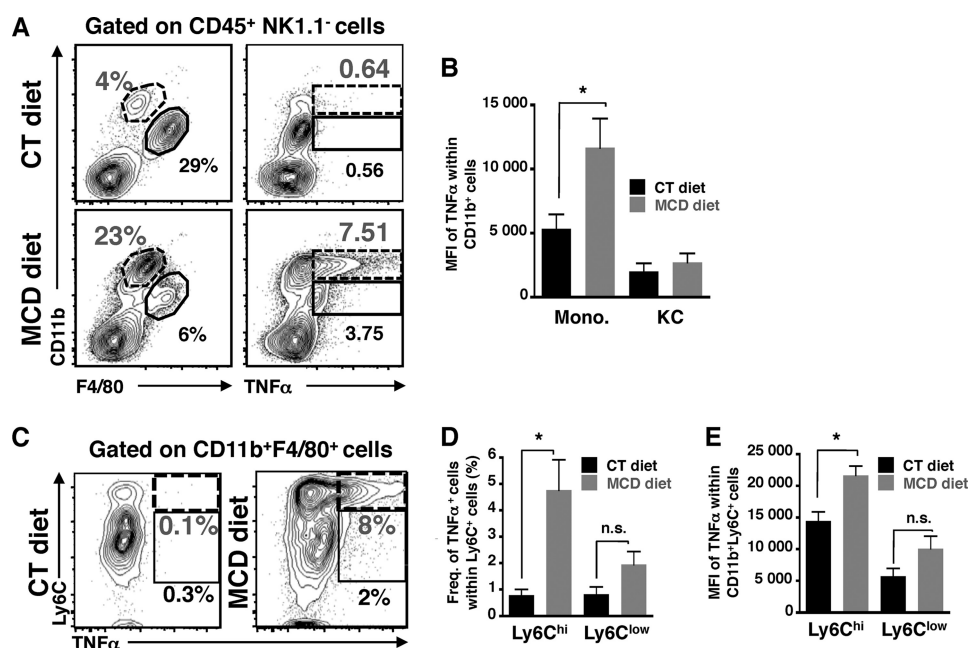 A
Gated on CD45+ NK1.1- cells
CT diet
4%
29%
0.64
0.56
MCD diet
CD11b
23%
6%
7.51
3.75
F4/80
TNFα
B
MFI of TNFα within
CD11b+ cells
15 000
10 000
5 000
0
*
CT diet
MCD diet
Mono.
KC
C
Gated on CD11b+F4/80+ cells
CT diet
Ly6C
0.1%
0.3%
MCD diet
8%
2%
TNFα
D
Freq. of TNFα+ cells
within Ly6C+ cells (%)
6
5
4
3
2
1
0
*
n.s.
CT diet
MCD diet
Ly6Chi
Ly6Clow
E
MFI of TNFα within
CD11b+Ly6C+ cells
25 000
20 000
15 000
10 000
5 000
0
*
n.s.
CT diet
MCD diet
Ly6Chi
Ly6Clow